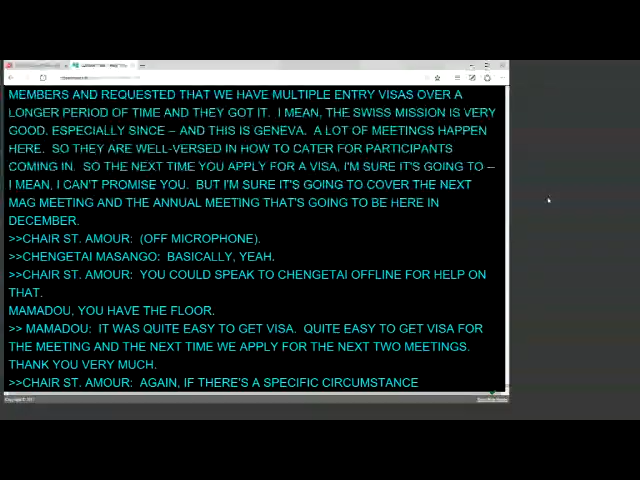 MEMBERS AND REQUESTED THAT WE HAVE MULTIPLE ENTRY VISAS OVER A
LONGER PERIOD OF TIME AND THEY GOT IT.  I MEAN, THE SWISS MISSION IS VERY
GOOD. ESPECIALLY SINCE – AND THIS IS GENEVA.  A LOT OF MEETINGS HAPPEN
HERE.  SO THEY ARE WELL-VERSED IN HOW TO CATER FOR PARTICIPANTS
COMING IN.  SO THE NEXT TIME YOU APPLY FOR A VISA, I'M SURE IT'S GOING TO –
I MEAN, I CAN'T PROMISE YOU.  BUT I'M SURE IT'S GOING TO COVER THE NEXT
MAG MEETING AND THE ANNUAL MEETING THAT'S GOING TO BE HERE IN
DECEMBER.
>>CHAIR ST. AMOUR:  (OFF MICROPHONE).
>>CHENGETAI MASANGO:  BASICALLY, YEAH.
>>CHAIR ST. AMOUR:  YOU COULD SPEAK TO CHENGETAI OFFLINE FOR HELP ON
THAT.
MAMADOU, YOU HAVE THE FLOOR.
>> MAMADOU:  IT WAS QUITE EASY TO GET VISA.  QUITE EASY TO GET VISA FOR
THE MEETING AND THE NEXT TIME WE APPLY FOR THE NEXT TWO MEETINGS.
THANK YOU VERY MUCH.
>>CHAIR ST. AMOUR:  AGAIN, IF THERE'S A SPECIFIC CIRCUMSTANCE